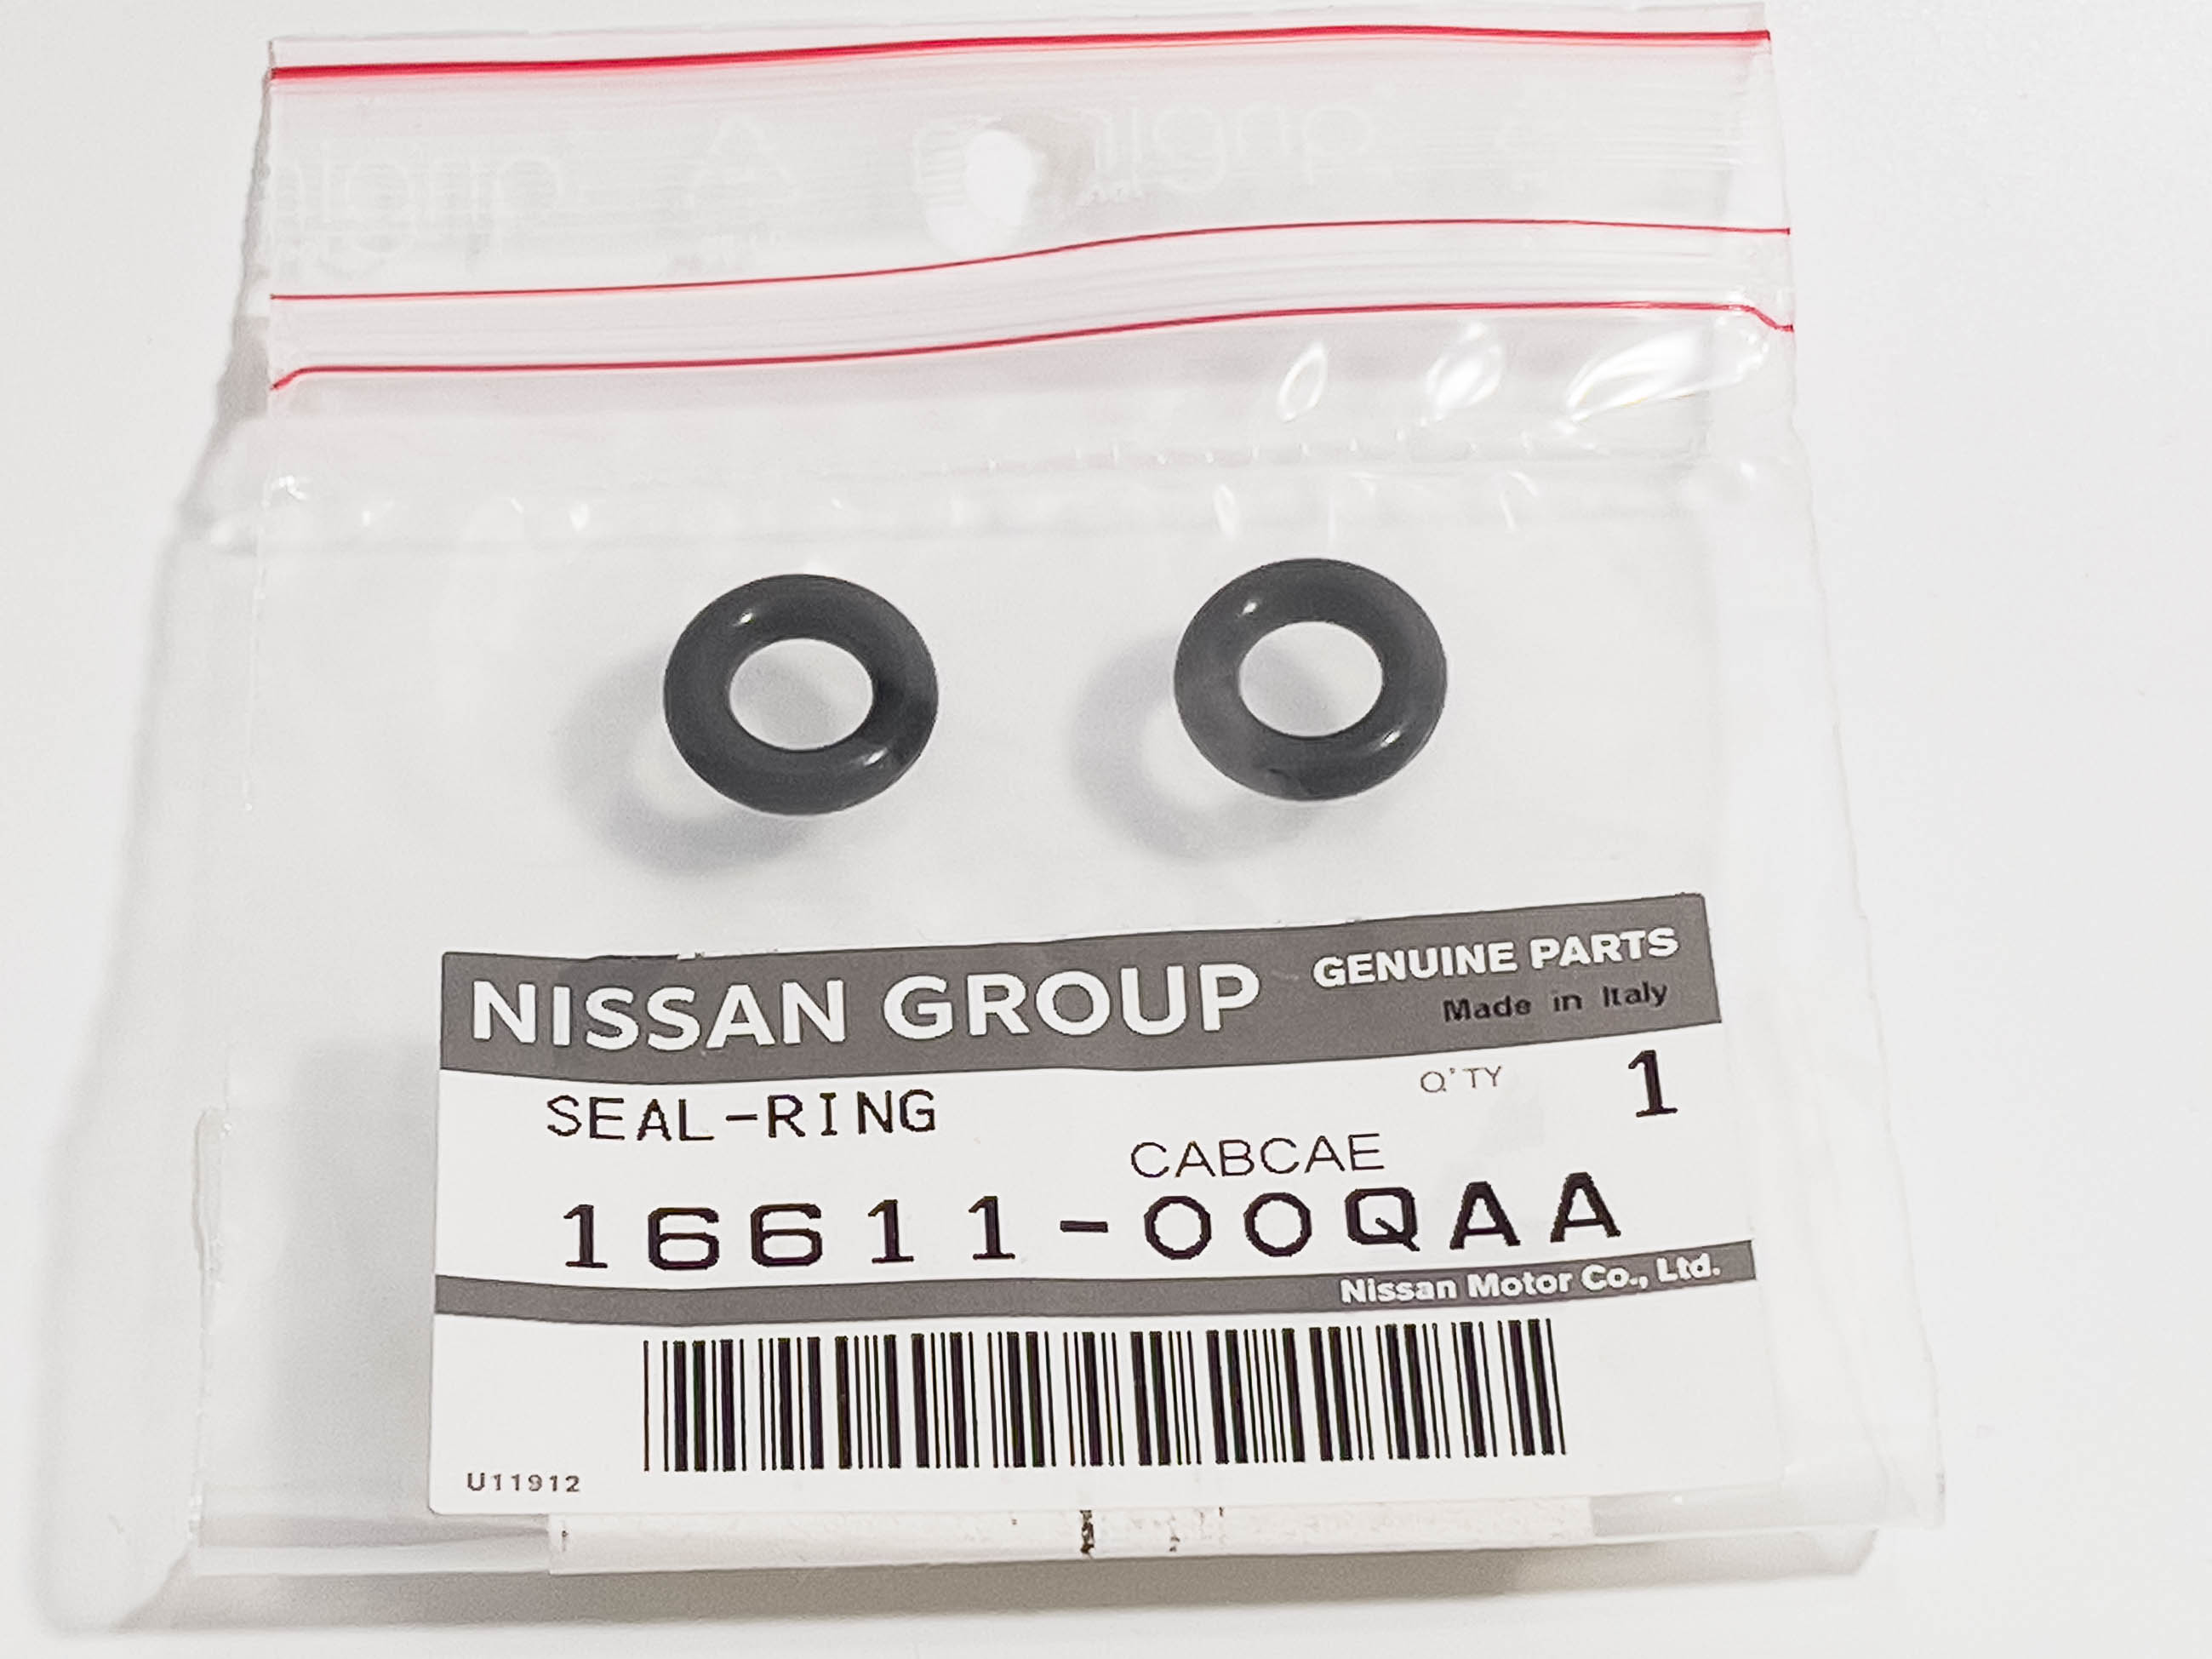 NISSAN GROUP
GENUINE PARTS
Made in Italy
SEAL-RING
Q'TY 1
CABCAE
16611-00QAA
Nissan Motor Co., Ltd.
U11912